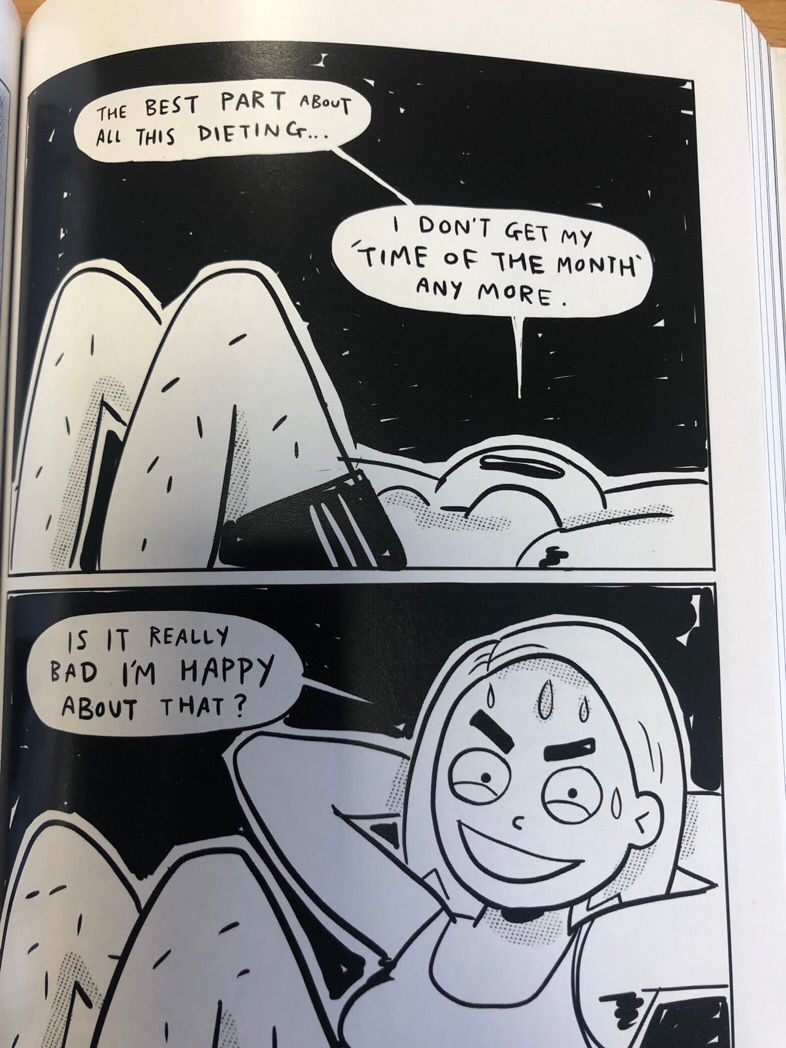 THE BEST PART ABOUT
ALL THIS DIETING...
I DON'T GET MY
'TIME OF THE MONTH'
ANY MORE.
IS IT REALLY
BAD I'M HAPPY
ABOUT THAT?